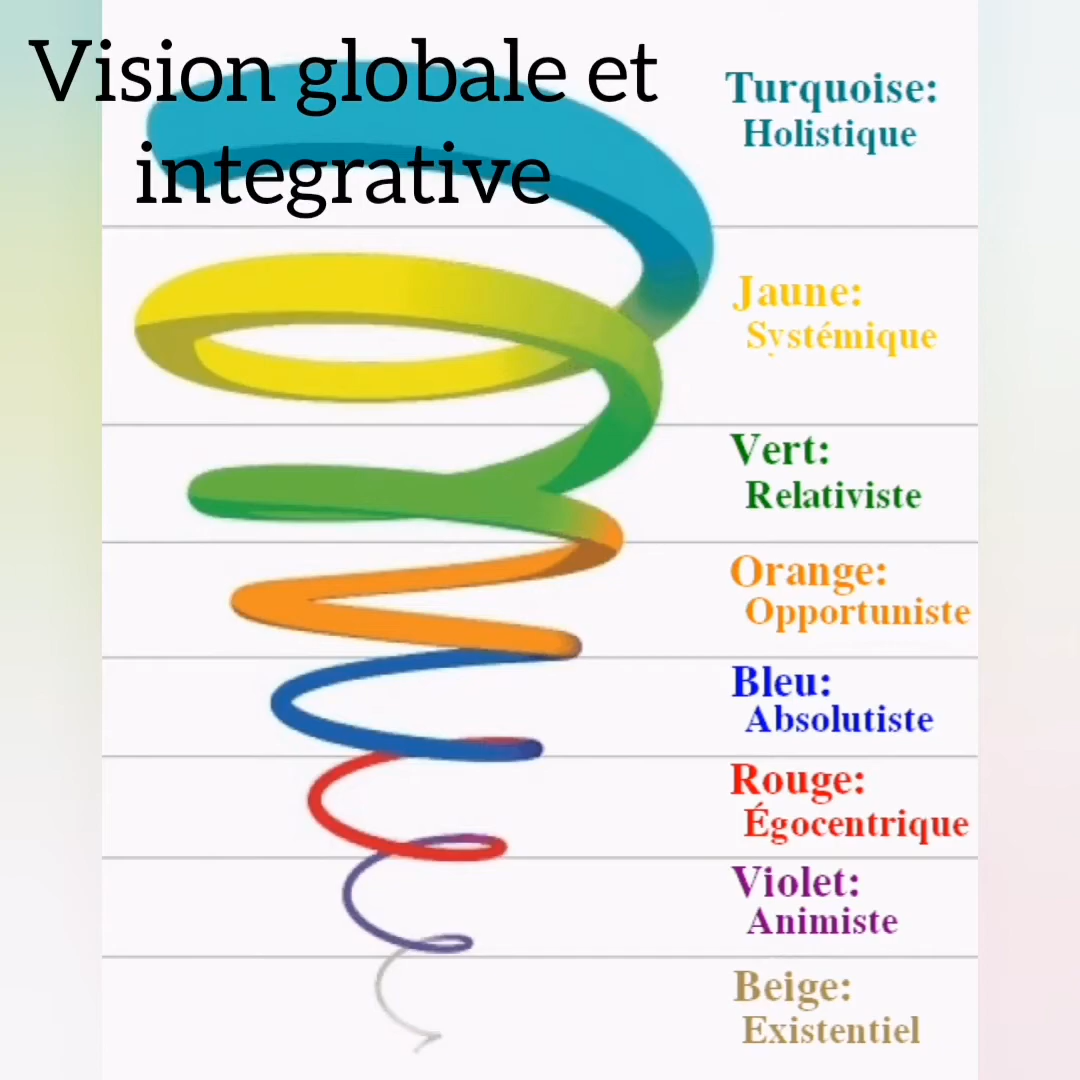 Vision globale et
integrative
Turquoise:
Holistique
Jaune:
Systémique
Vert:
Relativiste
Orange:
Opportuniste
Bleu:
Absolutiste
Rouge:
Égocentrique
Violet:
Animiste
Beige:
Existentiel